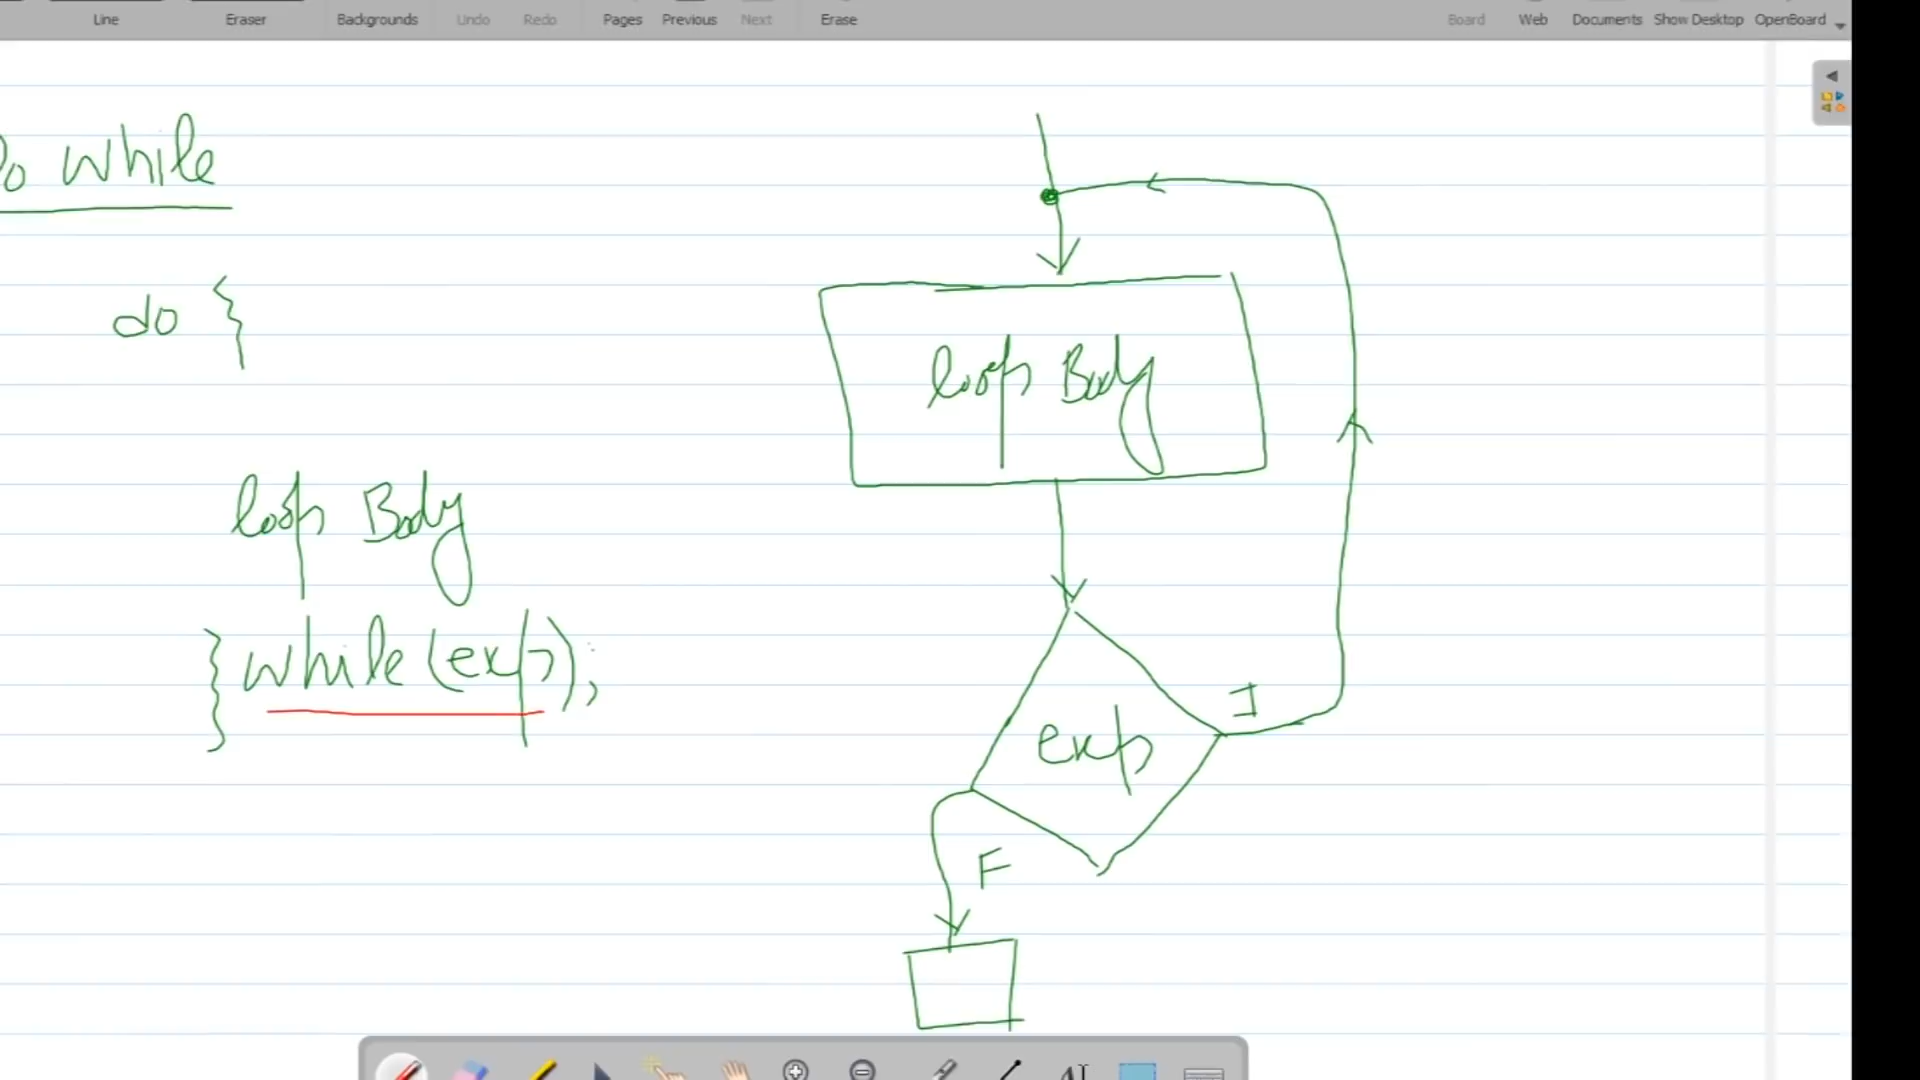 Line Eraser Backgrounds Undo Redo Pages Previous Next Erase Board Web Documents Show Desktop OpenBoard
Do While
do {
loop Body
} while (exp);
loop Body
exp
T
F